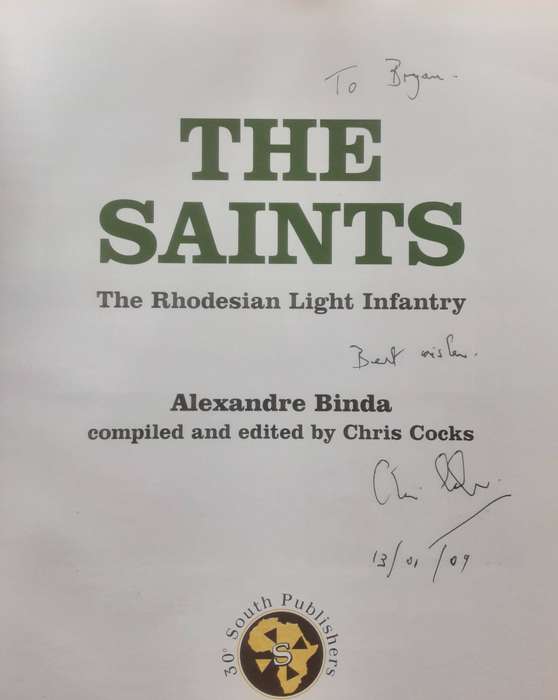 To Bryan.
THE
SAINTS
The Rhodesian Light Infantry
Best wishes.
Alexandre Binda
compiled and edited by Chris Cocks
13/01/09
30° South Publishers
S